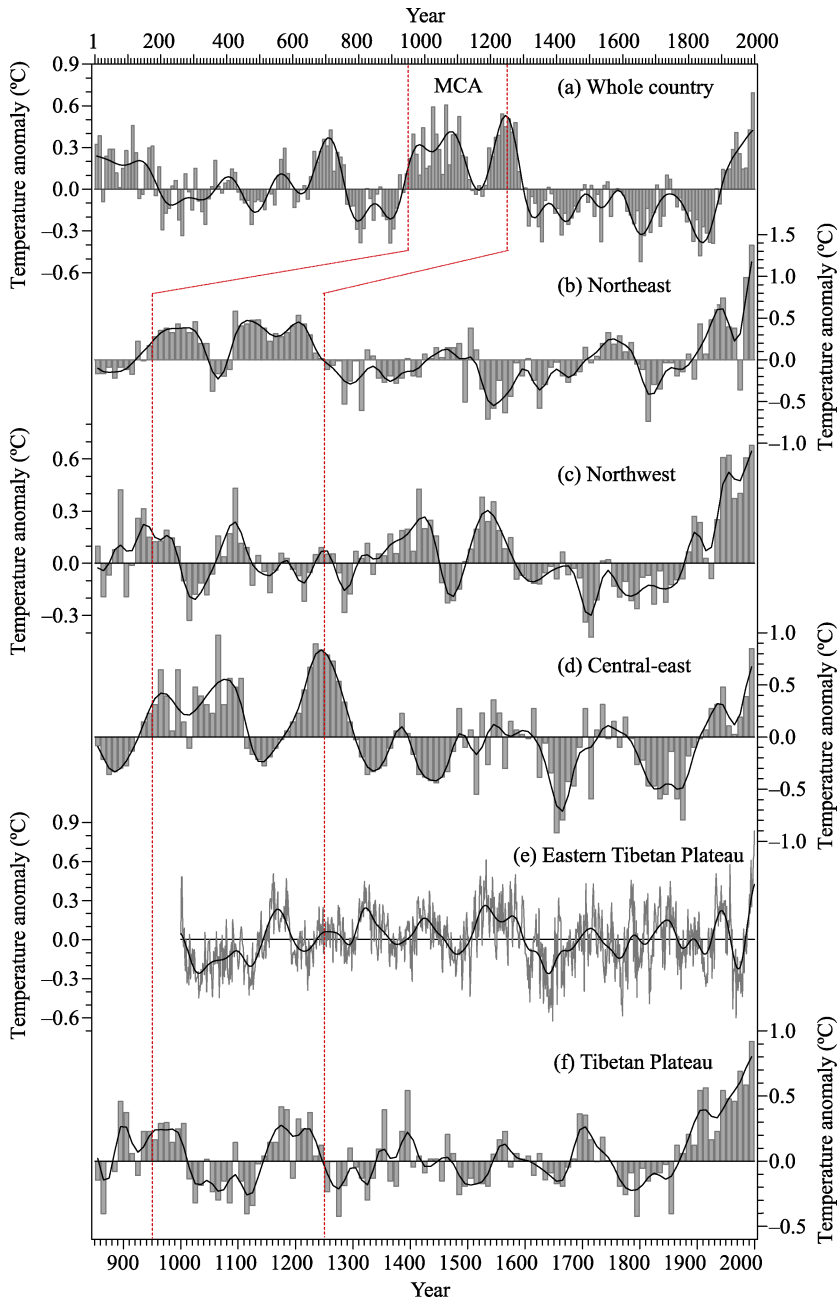 Year
1 200 400 600 800 1000 1200 1400 1600 1800 2000
Temperature anomaly (ºC)
0.9
0.6
0.3
0.0
–0.3
–0.6
MCA
(a) Whole country
Temperature anomaly (ºC)
1.5
1.0
0.5
0.0
–0.5
–1.0
(b) Northeast
Temperature anomaly (ºC)
0.6
0.3
0.0
–0.3
(c) Northwest
Temperature anomaly (ºC)
1.0
0.5
0.0
–0.5
–1.0
(d) Central-east
Temperature anomaly (ºC)
0.9
0.6
0.3
0.0
–0.3
–0.6
(e) Eastern Tibetan Plateau
Temperature anomaly (ºC)
1.0
0.5
0.0
–0.5
(f) Tibetan Plateau
900 1000 1100 1200 1300 1400 1500 1600 1700 1800 1900 2000
Year